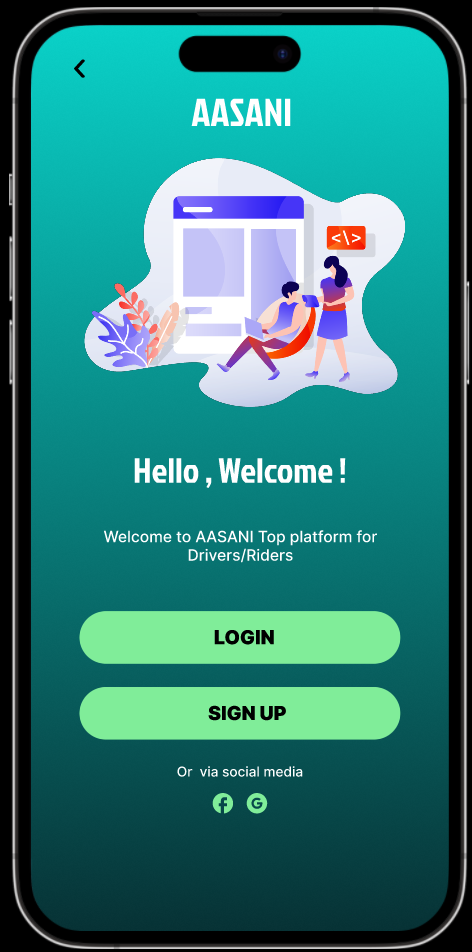 AASANI
<\>
Hello , Welcome !
Welcome to AASANI Top platform for
Drivers/Riders
LOGIN
SIGN UP
Or via social media